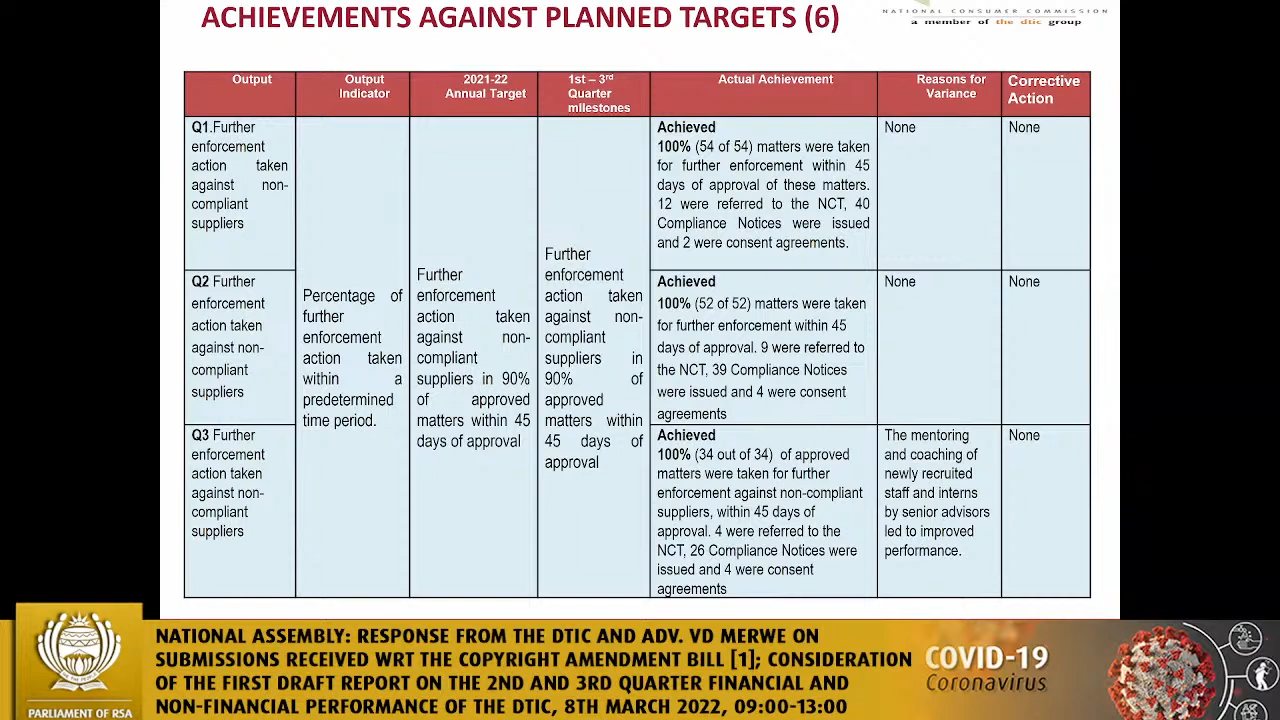 ACHIEVEMENTS AGAINST PLANNED TARGETS (6)
NATIONAL CONSUMER COMMISSION
a member of the dtic group
Output
Output
Indicator
2021-22
Annual Target
1st – 3rd
Quarter
milestones
Actual Achievement
Reasons for
Variance
Corrective
Action
Q1.Further
enforcement
action taken
against non-
compliant
suppliers
Percentage of
further
enforcement
action taken
within a
predetermined
time period.
Further
enforcement
action taken
against non-
compliant
suppliers in 90%
of approved
matters within 45
days of approval
Further
enforcement
action taken
against non-
compliant
suppliers in
90% of
approved
matters within
45 days of
approval
Achieved
100% (54 of 54) matters were taken
for further enforcement within 45
days of approval of these matters.
12 were referred to the NCT, 40
Compliance Notices were issued
and 2 were consent agreements.
None
None
Q2 Further
enforcement
action taken
against non-
compliant
suppliers
Achieved
100% (52 of 52) matters were taken
for further enforcement within 45
days of approval. 9 were referred to
the NCT, 39 Compliance Notices
were issued and 4 were consent
agreements
None
None
Q3 Further
enforcement
action taken
against non-
compliant
suppliers
Achieved
100% (34 out of 34) of approved
matters were taken for further
enforcement against non-compliant
suppliers, within 45 days of
approval. 4 were referred to the
NCT, 26 Compliance Notices were
issued and 4 were consent
agreements
The mentoring
and coaching of
newly recruited
staff and interns
by senior advisors
led to improved
performance.
None
PARLIAMENT OF RSA
NATIONAL ASSEMBLY: RESPONSE FROM THE DTIC AND ADV. VD MERWE ON
SUBMISSIONS RECEIVED WRT THE COPYRIGHT AMENDMENT BILL [1]; CONSIDERATION
OF THE FIRST DRAFT REPORT ON THE 2ND AND 3RD QUARTER FINANCIAL AND
NON-FINANCIAL PERFORMANCE OF THE DTIC, 8TH MARCH 2022, 09:00-13:00
COVID-19
Coronavirus